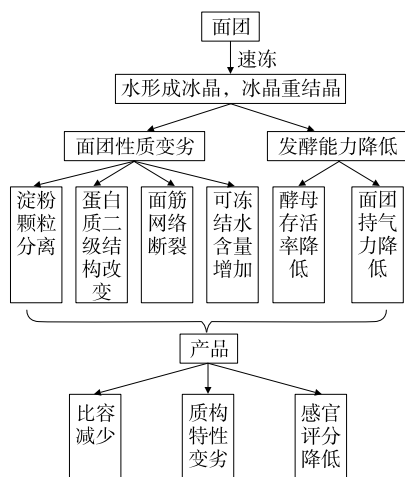 面团
速冻
水形成冰晶，冰晶重结晶
面团性质变劣
发酵能力降低
淀粉
颗粒
分离
蛋白
质二
级结
构改
变
面筋
网络
断裂
可冻
结水
含量
增加
酵母
存活
率降
低
面团
持气
力降
低
产品
比容
减少
质构
特性
变劣
感官
评分
降低